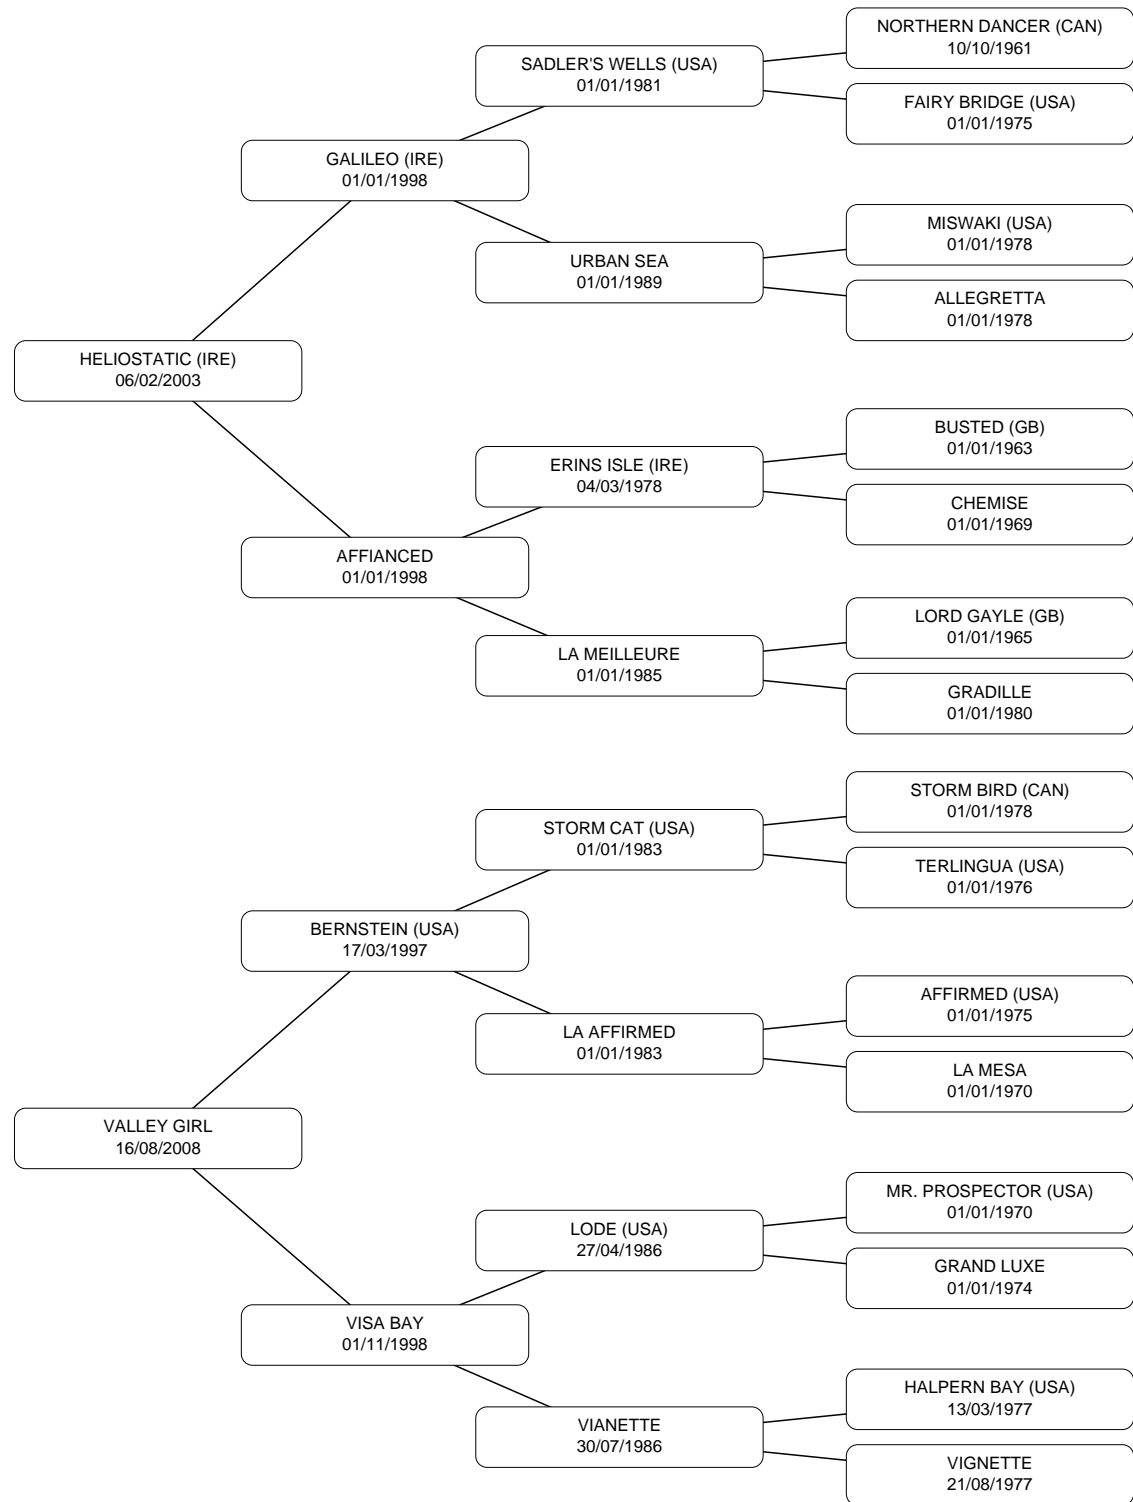 NORTHERN DANCER (CAN)
10/10/1961
SADLER'S WELLS (USA)
01/01/1981
FAIRY BRIDGE (USA)
01/01/1975
GALILEO (IRE)
01/01/1998
MISWAKI (USA)
01/01/1978
URBAN SEA
01/01/1989
ALLEGRETTA
01/01/1978
HELIOSTATIC (IRE)
06/02/2003
BUSTED (GB)
01/01/1963
ERINS ISLE (IRE)
04/03/1978
CHEMISE
01/01/1969
AFFIANCED
01/01/1998
LORD GAYLE (GB)
01/01/1965
LA MEILLEURE
01/01/1985
GRADILLE
01/01/1980
STORM BIRD (CAN)
01/01/1978
STORM CAT (USA)
01/01/1983
TERLINGUA (USA)
01/01/1976
BERNSTEIN (USA)
17/03/1997
AFFIRMED (USA)
01/01/1975
LA AFFIRMED
01/01/1983
LA MESA
01/01/1970
VALLEY GIRL
16/08/2008
MR. PROSPECTOR (USA)
01/01/1970
LODE (USA)
27/04/1986
GRAND LUXE
01/01/1974
VISA BAY
01/11/1998
HALPERN BAY (USA)
13/03/1977
VIANETTE
30/07/1986
VIGNETTE
21/08/1977